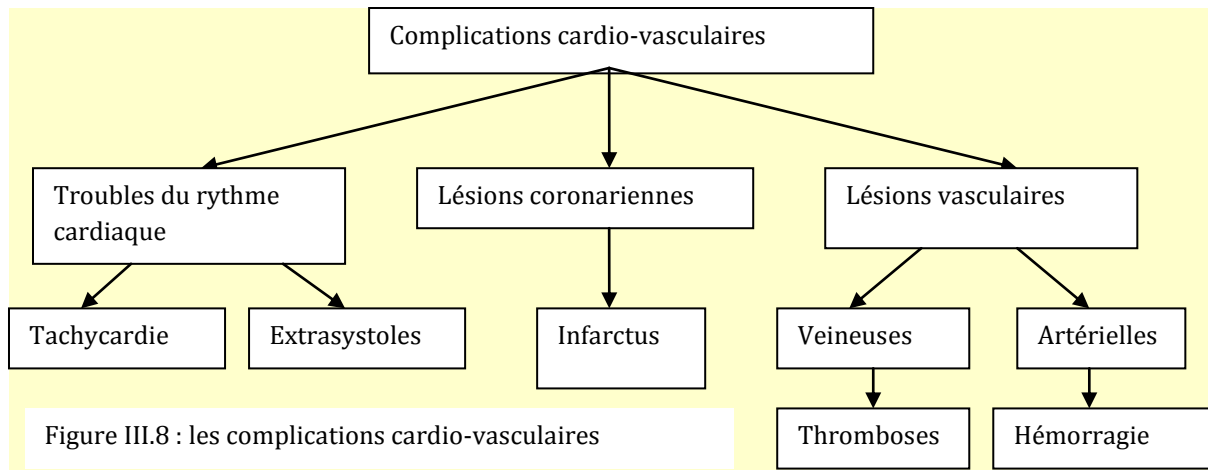 Complications cardio-vasculaires
Troubles du rythme
cardiaque
Lésions coronariennes
Lésions vasculaires
Tachycardie
Extrasystoles
Infarctus
Veineuses
Artérielles
Figure III.8 : les complications cardio-vasculaires
Thromboses
Hémorragie